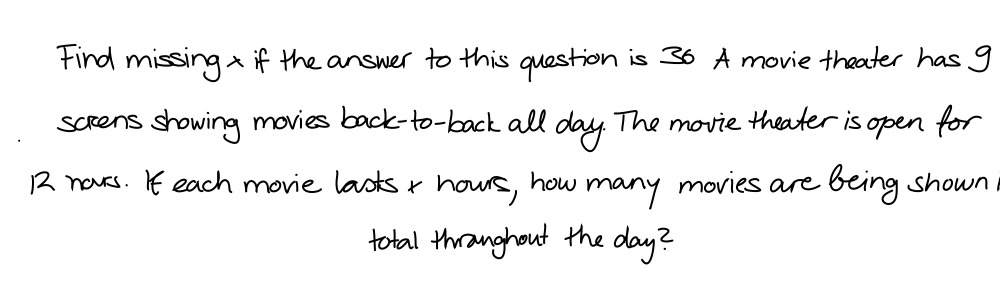 Find missing x if the answer to this question is 36 A movie theater has 9
screens showing movies back-to-back all day. The movie theater is open for
12 hours. If each movie lasts x hours, how many movies are being shown i
total throughout the day?